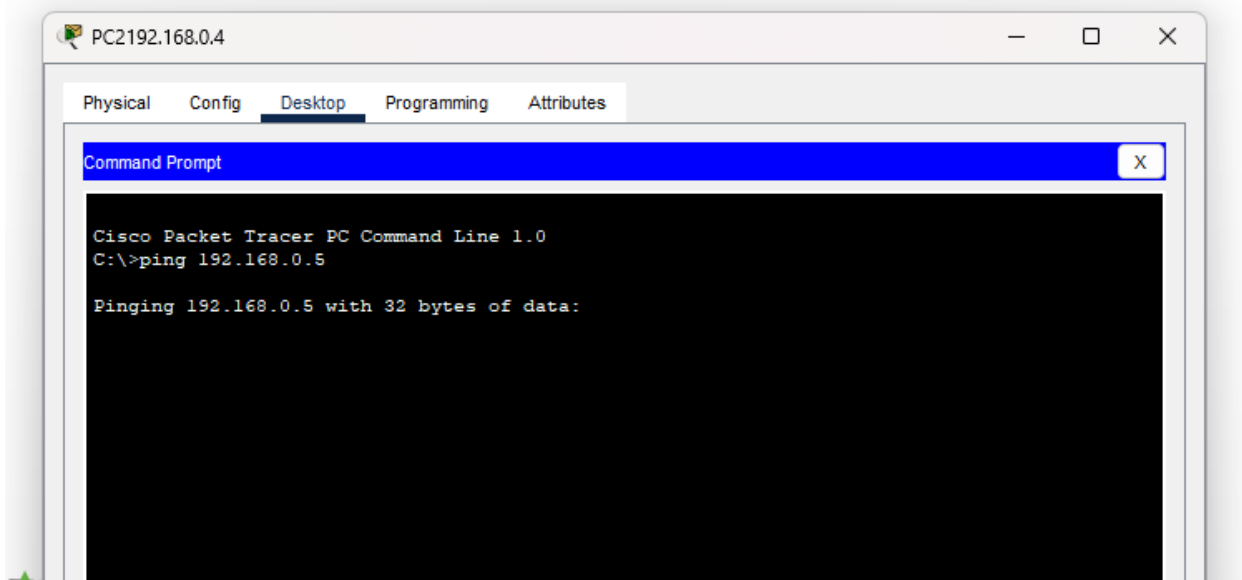 PC2192.168.0.4
Physical Config Desktop Programming Attributes
Command Prompt
X
Cisco Packet Tracer PC Command Line 1.0
C:\>ping 192.168.0.5
Pinging 192.168.0.5 with 32 bytes of data: